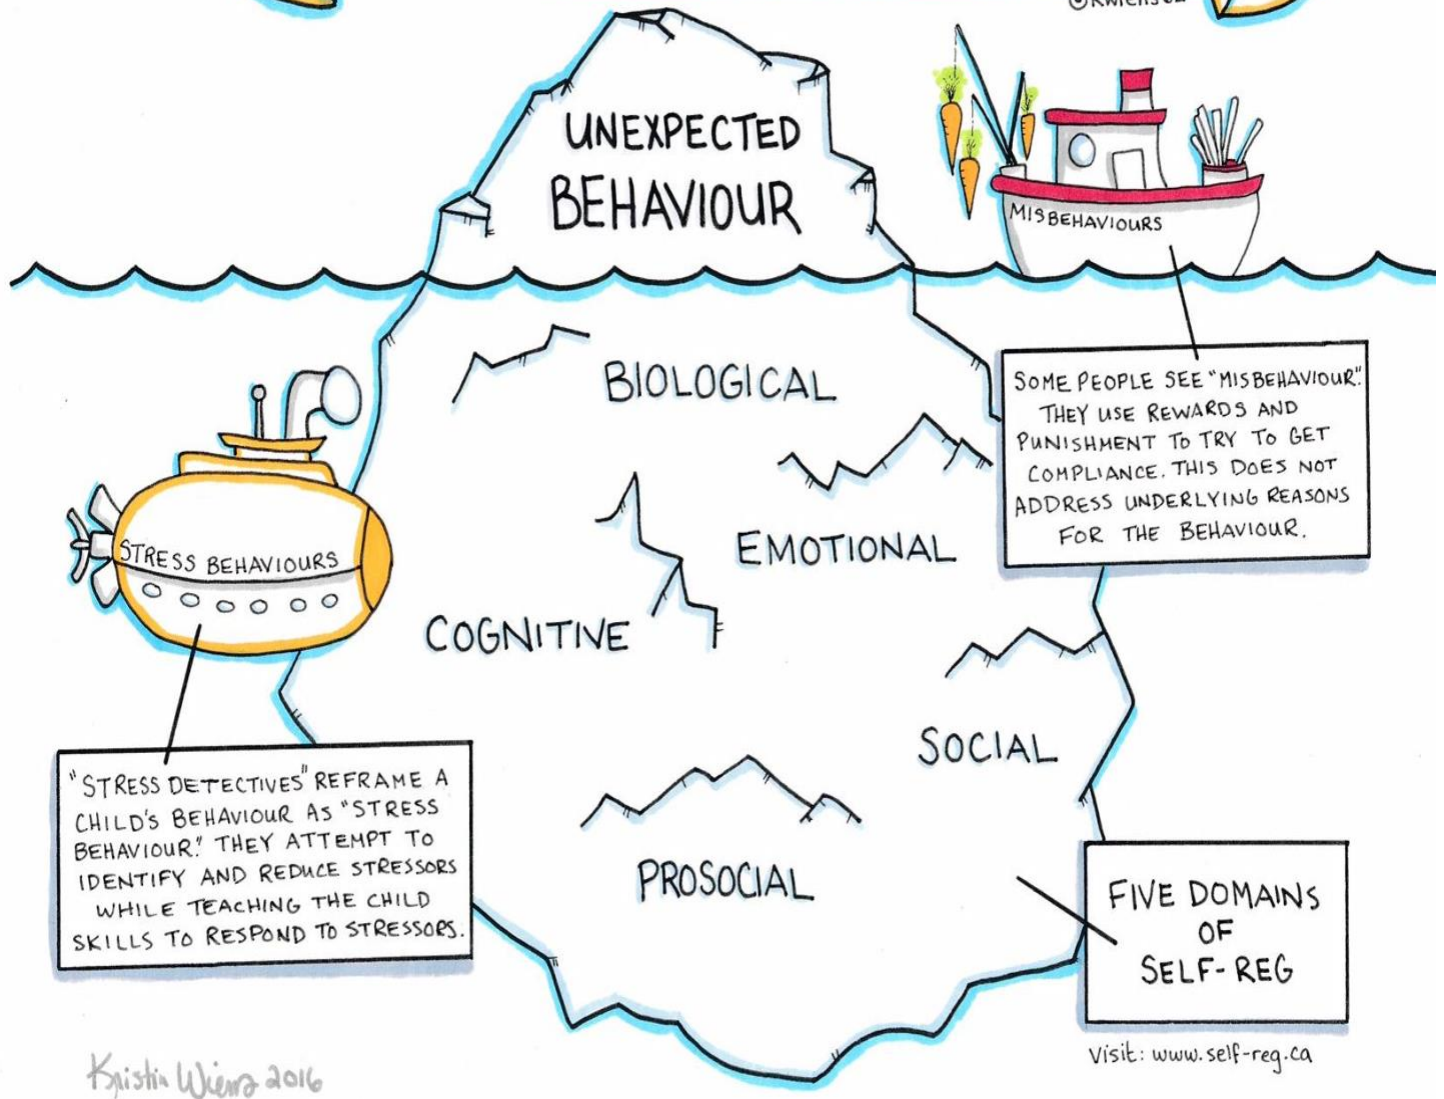 ©KWIENS62
UNEXPECTED
BEHAVIOUR
MISBEHAVIOURS
BIOLOGICAL
SOME PEOPLE SEE "MISBEHAVIOUR".
THEY USE REWARDS AND
PUNISHMENT TO TRY TO GET
COMPLIANCE. THIS DOES NOT
ADDRESS UNDERLYING REASONS
FOR THE BEHAVIOUR.
EMOTIONAL
STRESS BEHAVIOURS
COGNITIVE
SOCIAL
"STRESS DETECTIVES" REFRAME A
CHILD'S BEHAVIOUR AS "STRESS
BEHAVIOUR." THEY ATTEMPT TO
IDENTIFY AND REDUCE STRESSORS
WHILE TEACHING THE CHILD
SKILLS TO RESPOND TO STRESSORS.
PROSOCIAL
FIVE DOMAINS
OF
SELF-REG
Visit: www.self-reg.ca
Kristin Wiens 2016